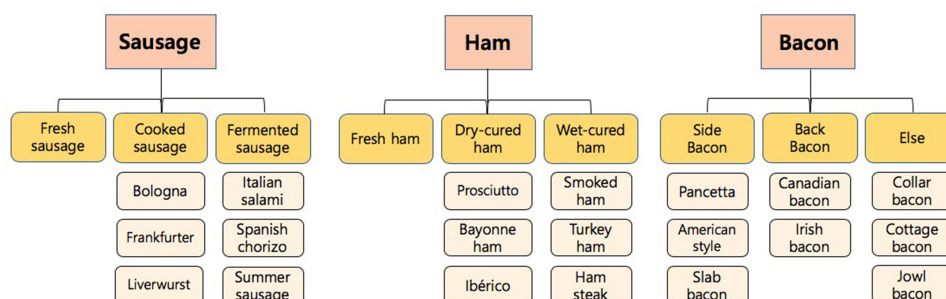 Sausage
Ham
Bacon
Fresh
sausage
Cooked
sausage
Fermented
sausage
Fresh ham
Dry-cured
ham
Wet-cured
ham
Side
Bacon
Back
Bacon
Else
Bologna
Italian
salami
Prosciutto
Smoked
ham
Pancetta
Canadian
bacon
Collar
bacon
Frankfurter
Spanish
chorizo
Bayonne
ham
Turkey
ham
American
style
Irish
bacon
Cottage
bacon
Liverwurst
Summer
sausage
Ibérico
Ham
steak
Slab
bacon
Jowl
bacon